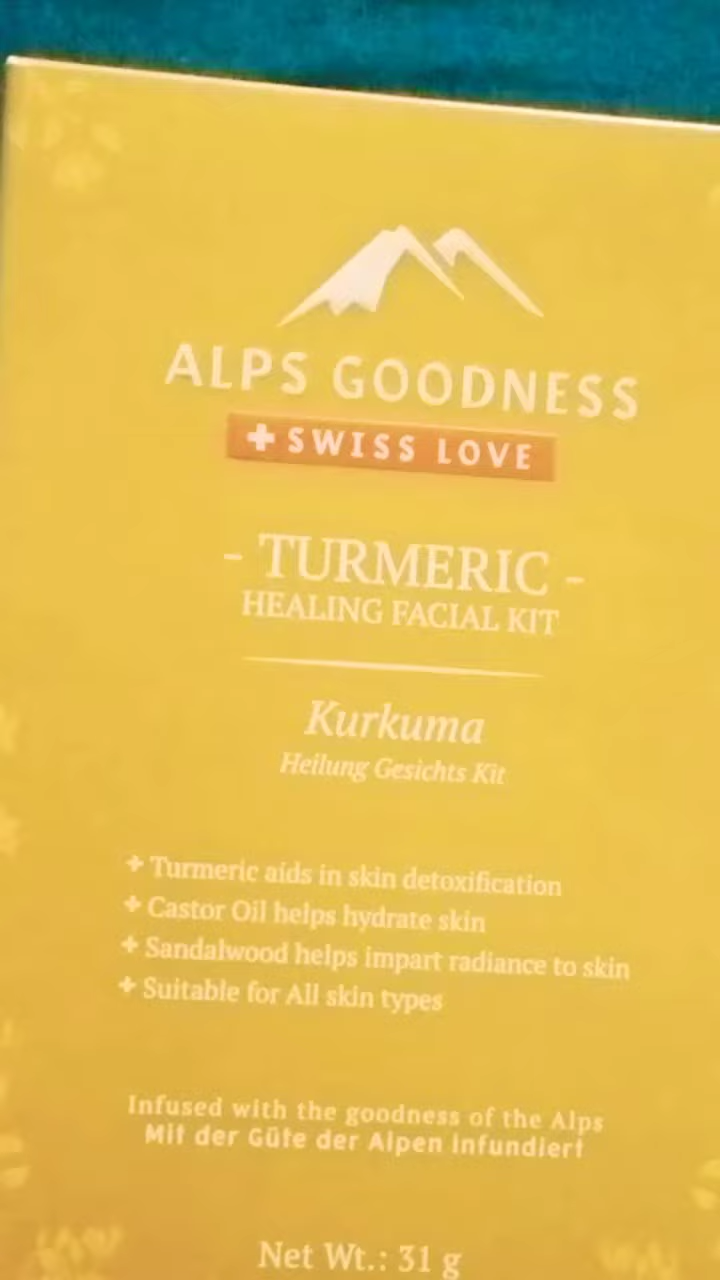 ALPS GOODNESS
+ SWISS LOVE
- TURMERIC -
HEALING FACIAL KIT
Kurkuma
Heilung Gesichts Kit
+ Turmeric aids in skin detoxification
+ Castor Oil helps hydrate skin
+ Sandalwood helps impart radiance to skin
+ Suitable for All skin types
Infused with the goodness of the Alps
Mit der Güte der Alpen infundiert
Net Wt.: 31 g